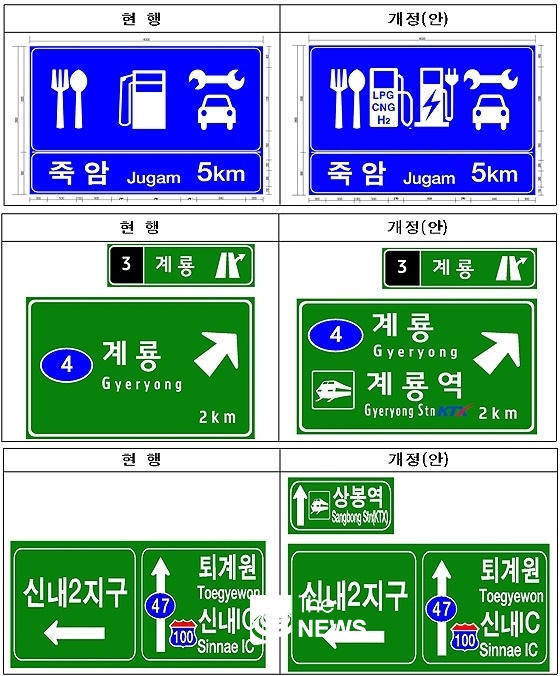 현 행
개정(안)
죽 암 Jugam 5km
LPG
CNG
H2
죽 암 Jugam 5km
현 행
개정(안)
3 계 룡
4 계 룡
Gyeryong
2km
3 계 룡
4 계 룡
Gyeryong
계 룡 역
Gyeryong Stn KTX 2km
현 행
개정(안)
신내2지구
47
퇴계원
Toegyewon
100
신내IC
Sinnae IC
상봉역
Sangbong Stn(KTX)
신내2지구
47
퇴계원
Toegyewon
100
신내IC
Sinnae IC
the
NEWS